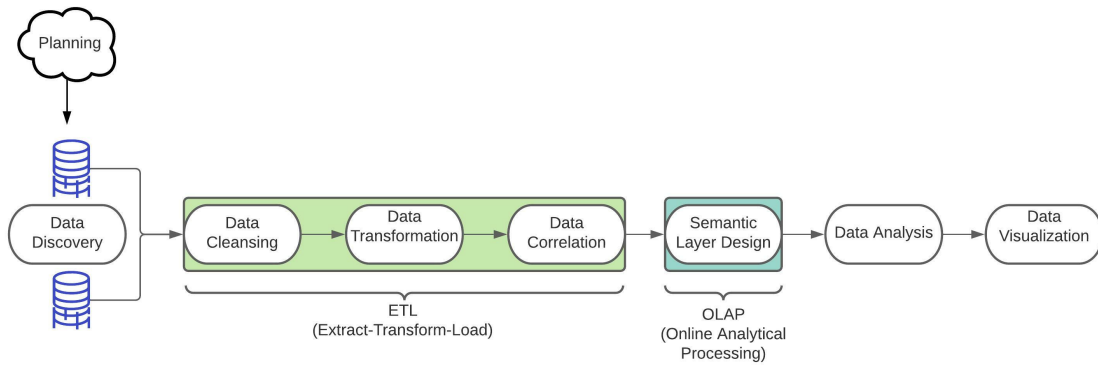 Planning
Data
Discovery
Data
Cleansing
Data
Transformation
Data
Correlation
Semantic
Layer Design
Data Analysis
Data
Visualization
ETL
(Extract-Transform-Load)
OLAP
(Online Analytical
Processing)